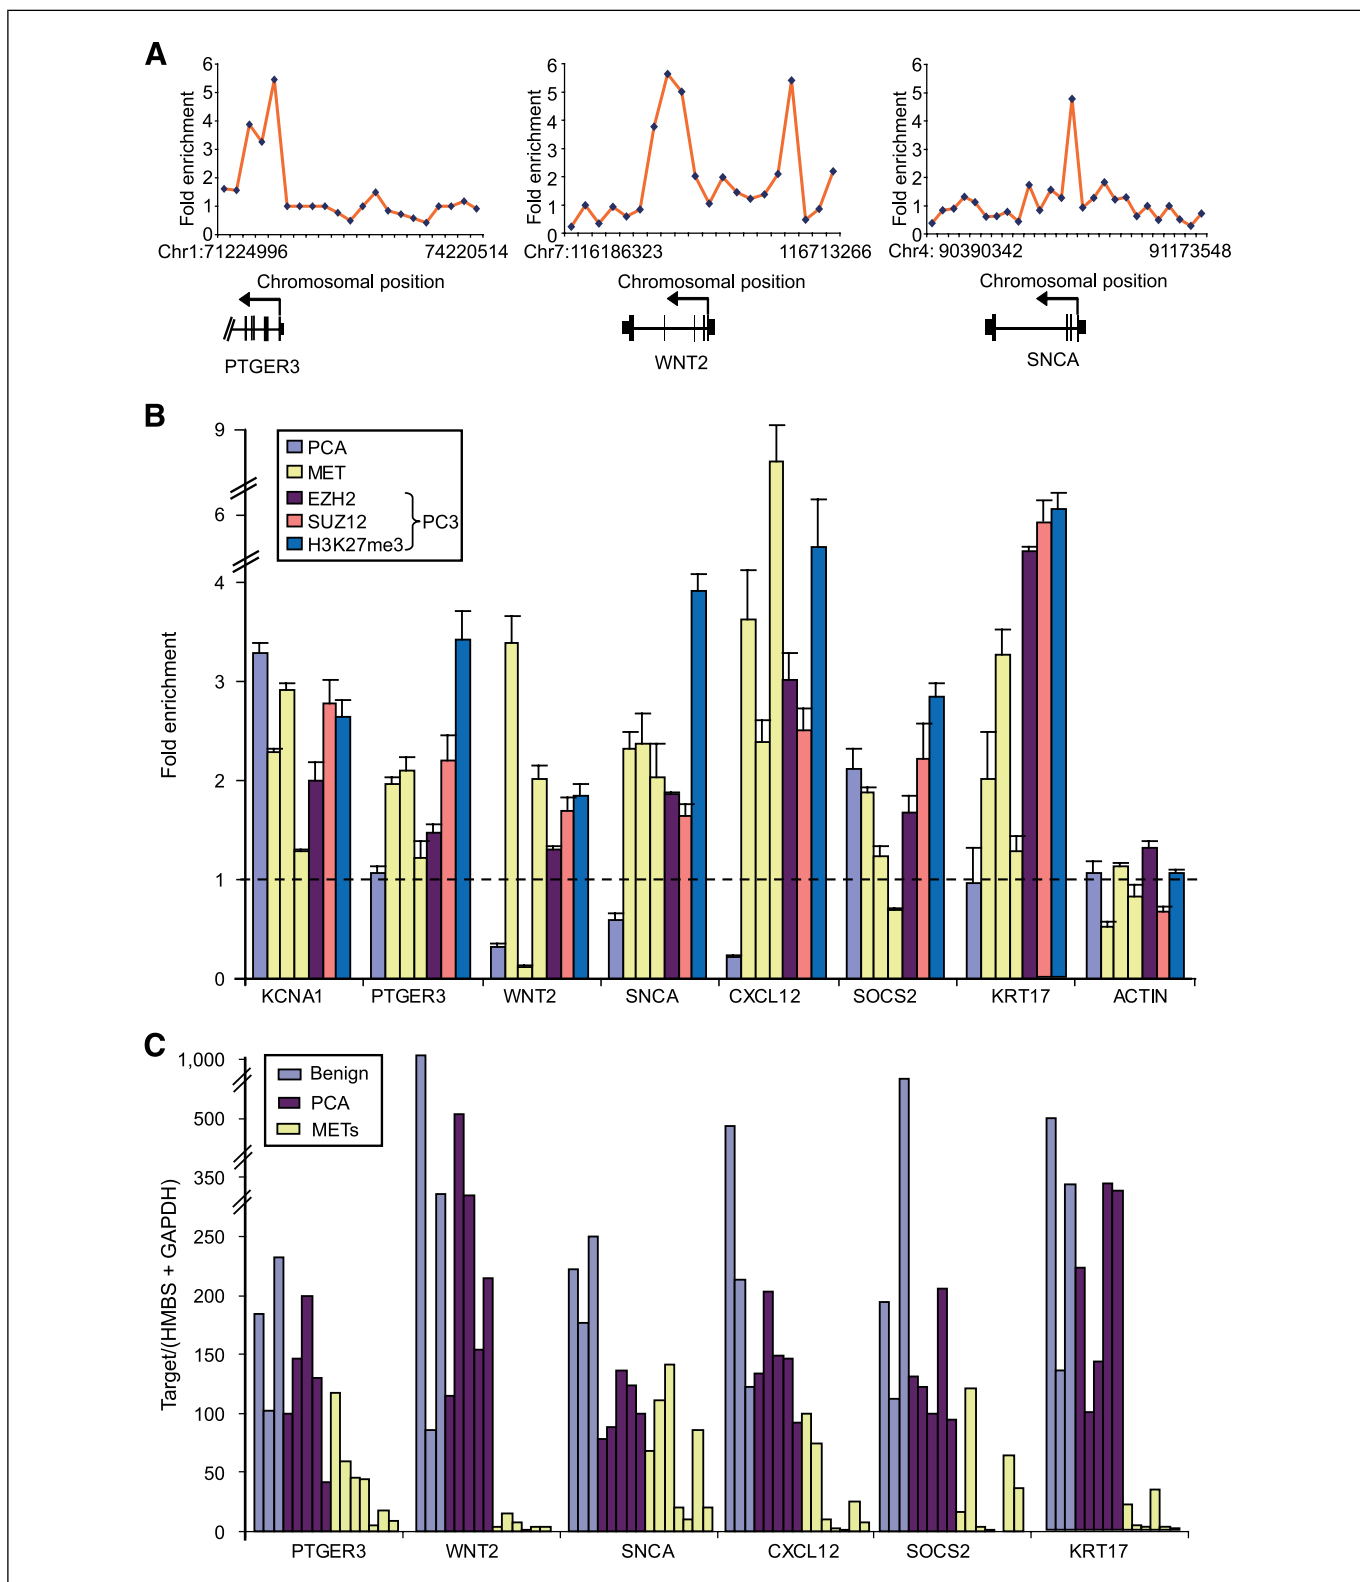 A
6
5
4
3
2
1
0
Fold enrichment
Chr1:71224996 74220514
Chromosomal position
PTGER3
6
5
4
3
2
1
0
Fold enrichment
Chr7:116186323 116713266
Chromosomal position
WNT2
6
5
4
3
2
1
0
Fold enrichment
Chr4: 90390342 91173548
Chromosomal position
SNCA
B
9
6
4
3
2
1
0
Fold enrichment
PCA
MET
EZH2
SUZ12
H3K27me3
PC3
KCNA1 PTGER3 WNT2 SNCA CXCL12 SOCS2 KRT17 ACTIN
C
1,000
500
350
250
200
150
100
50
0
Target/(HMBS + GAPDH)
Benign
PCA
METs
PTGER3 WNT2 SNCA CXCL12 SOCS2 KRT17